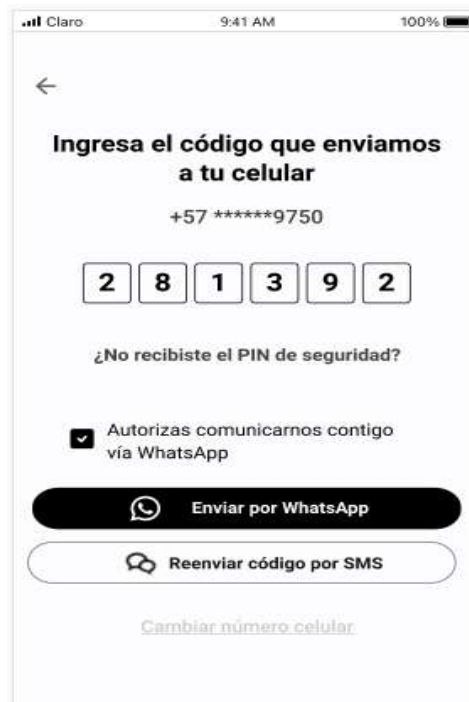 Claro 9:41 AM 100%
Ingresa el código que enviamos
a tu celular
+57 ******9750
2 8 1 3 9 2
¿No recibiste el PIN de seguridad?
Autorizas comunicarnos contigo
vía WhatsApp
Enviar por WhatsApp
Reenviar código por SMS
Cambiar número celular